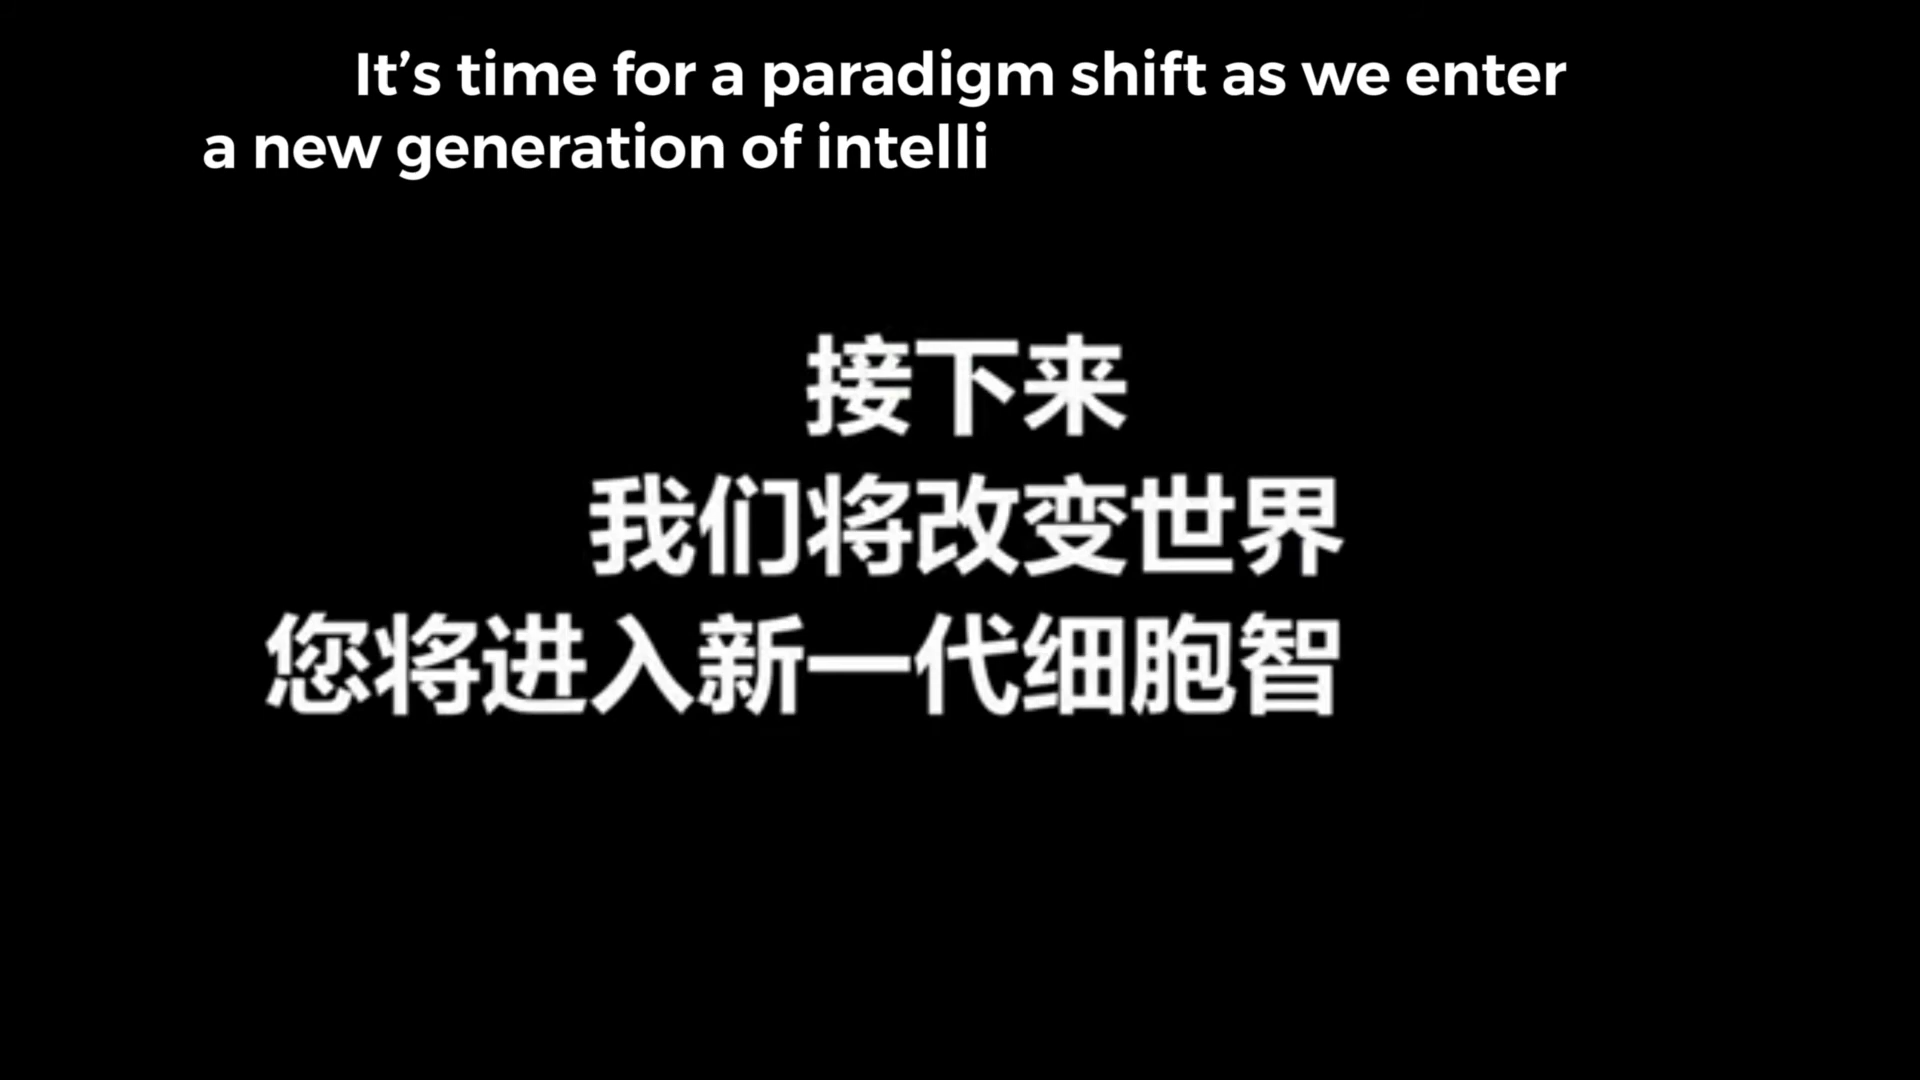 It’s time for a paradigm shift as we enter
a new generation of intelli
接下来
我们将改变世界
您将进入新一代细胞智